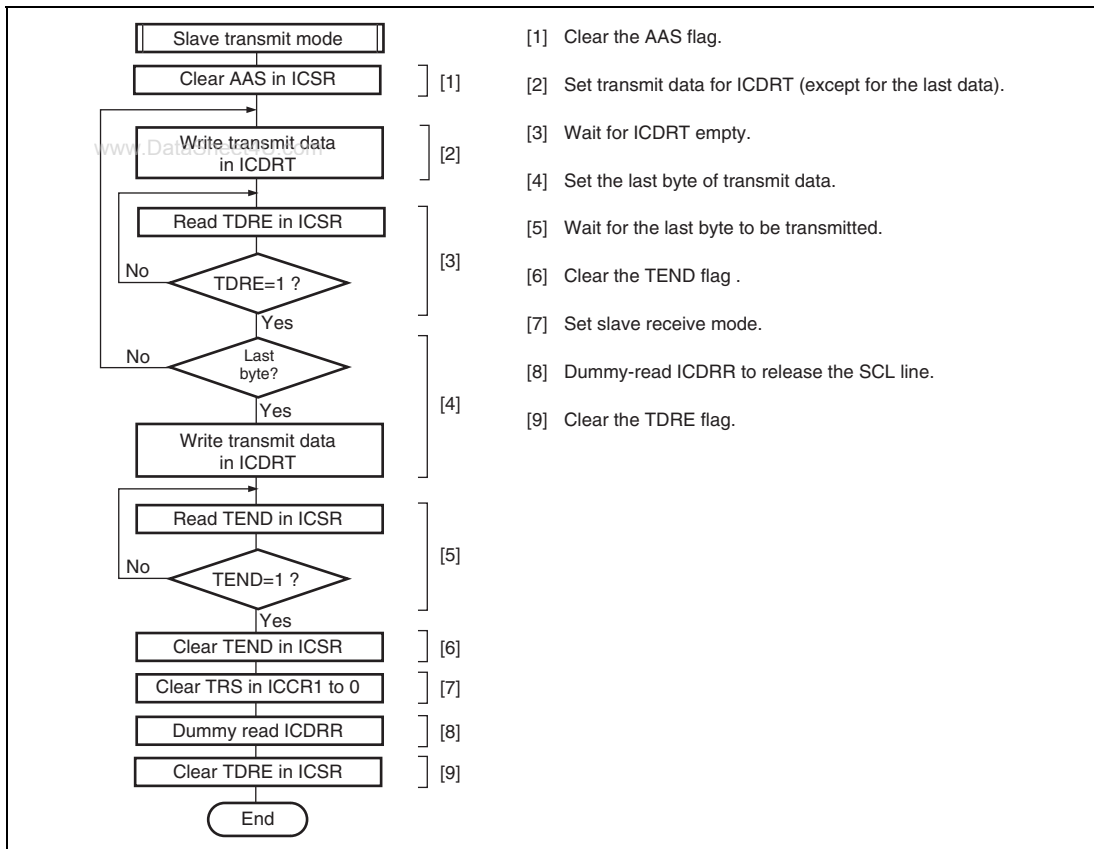 Slave transmit mode
Clear AAS in ICSR
[1]
www.DataSheet4U.com
Write transmit data
in ICDRT
[2]
Read TDRE in ICSR
No
TDRE=1 ?
[3]
Yes
No
Last
byte?
Yes
[4]
Write transmit data
in ICDRT
Read TEND in ICSR
No
TEND=1 ?
[5]
Yes
Clear TEND in ICSR
[6]
Clear TRS in ICCR1 to 0
[7]
Dummy read ICDRR
[8]
Clear TDRE in ICSR
[9]
End
[1] Clear the AAS flag.
[2] Set transmit data for ICDRT (except for the last data).
[3] Wait for ICDRT empty.
[4] Set the last byte of transmit data.
[5] Wait for the last byte to be transmitted.
[6] Clear the TEND flag .
[7] Set slave receive mode.
[8] Dummy-read ICDRR to release the SCL line.
[9] Clear the TDRE flag.